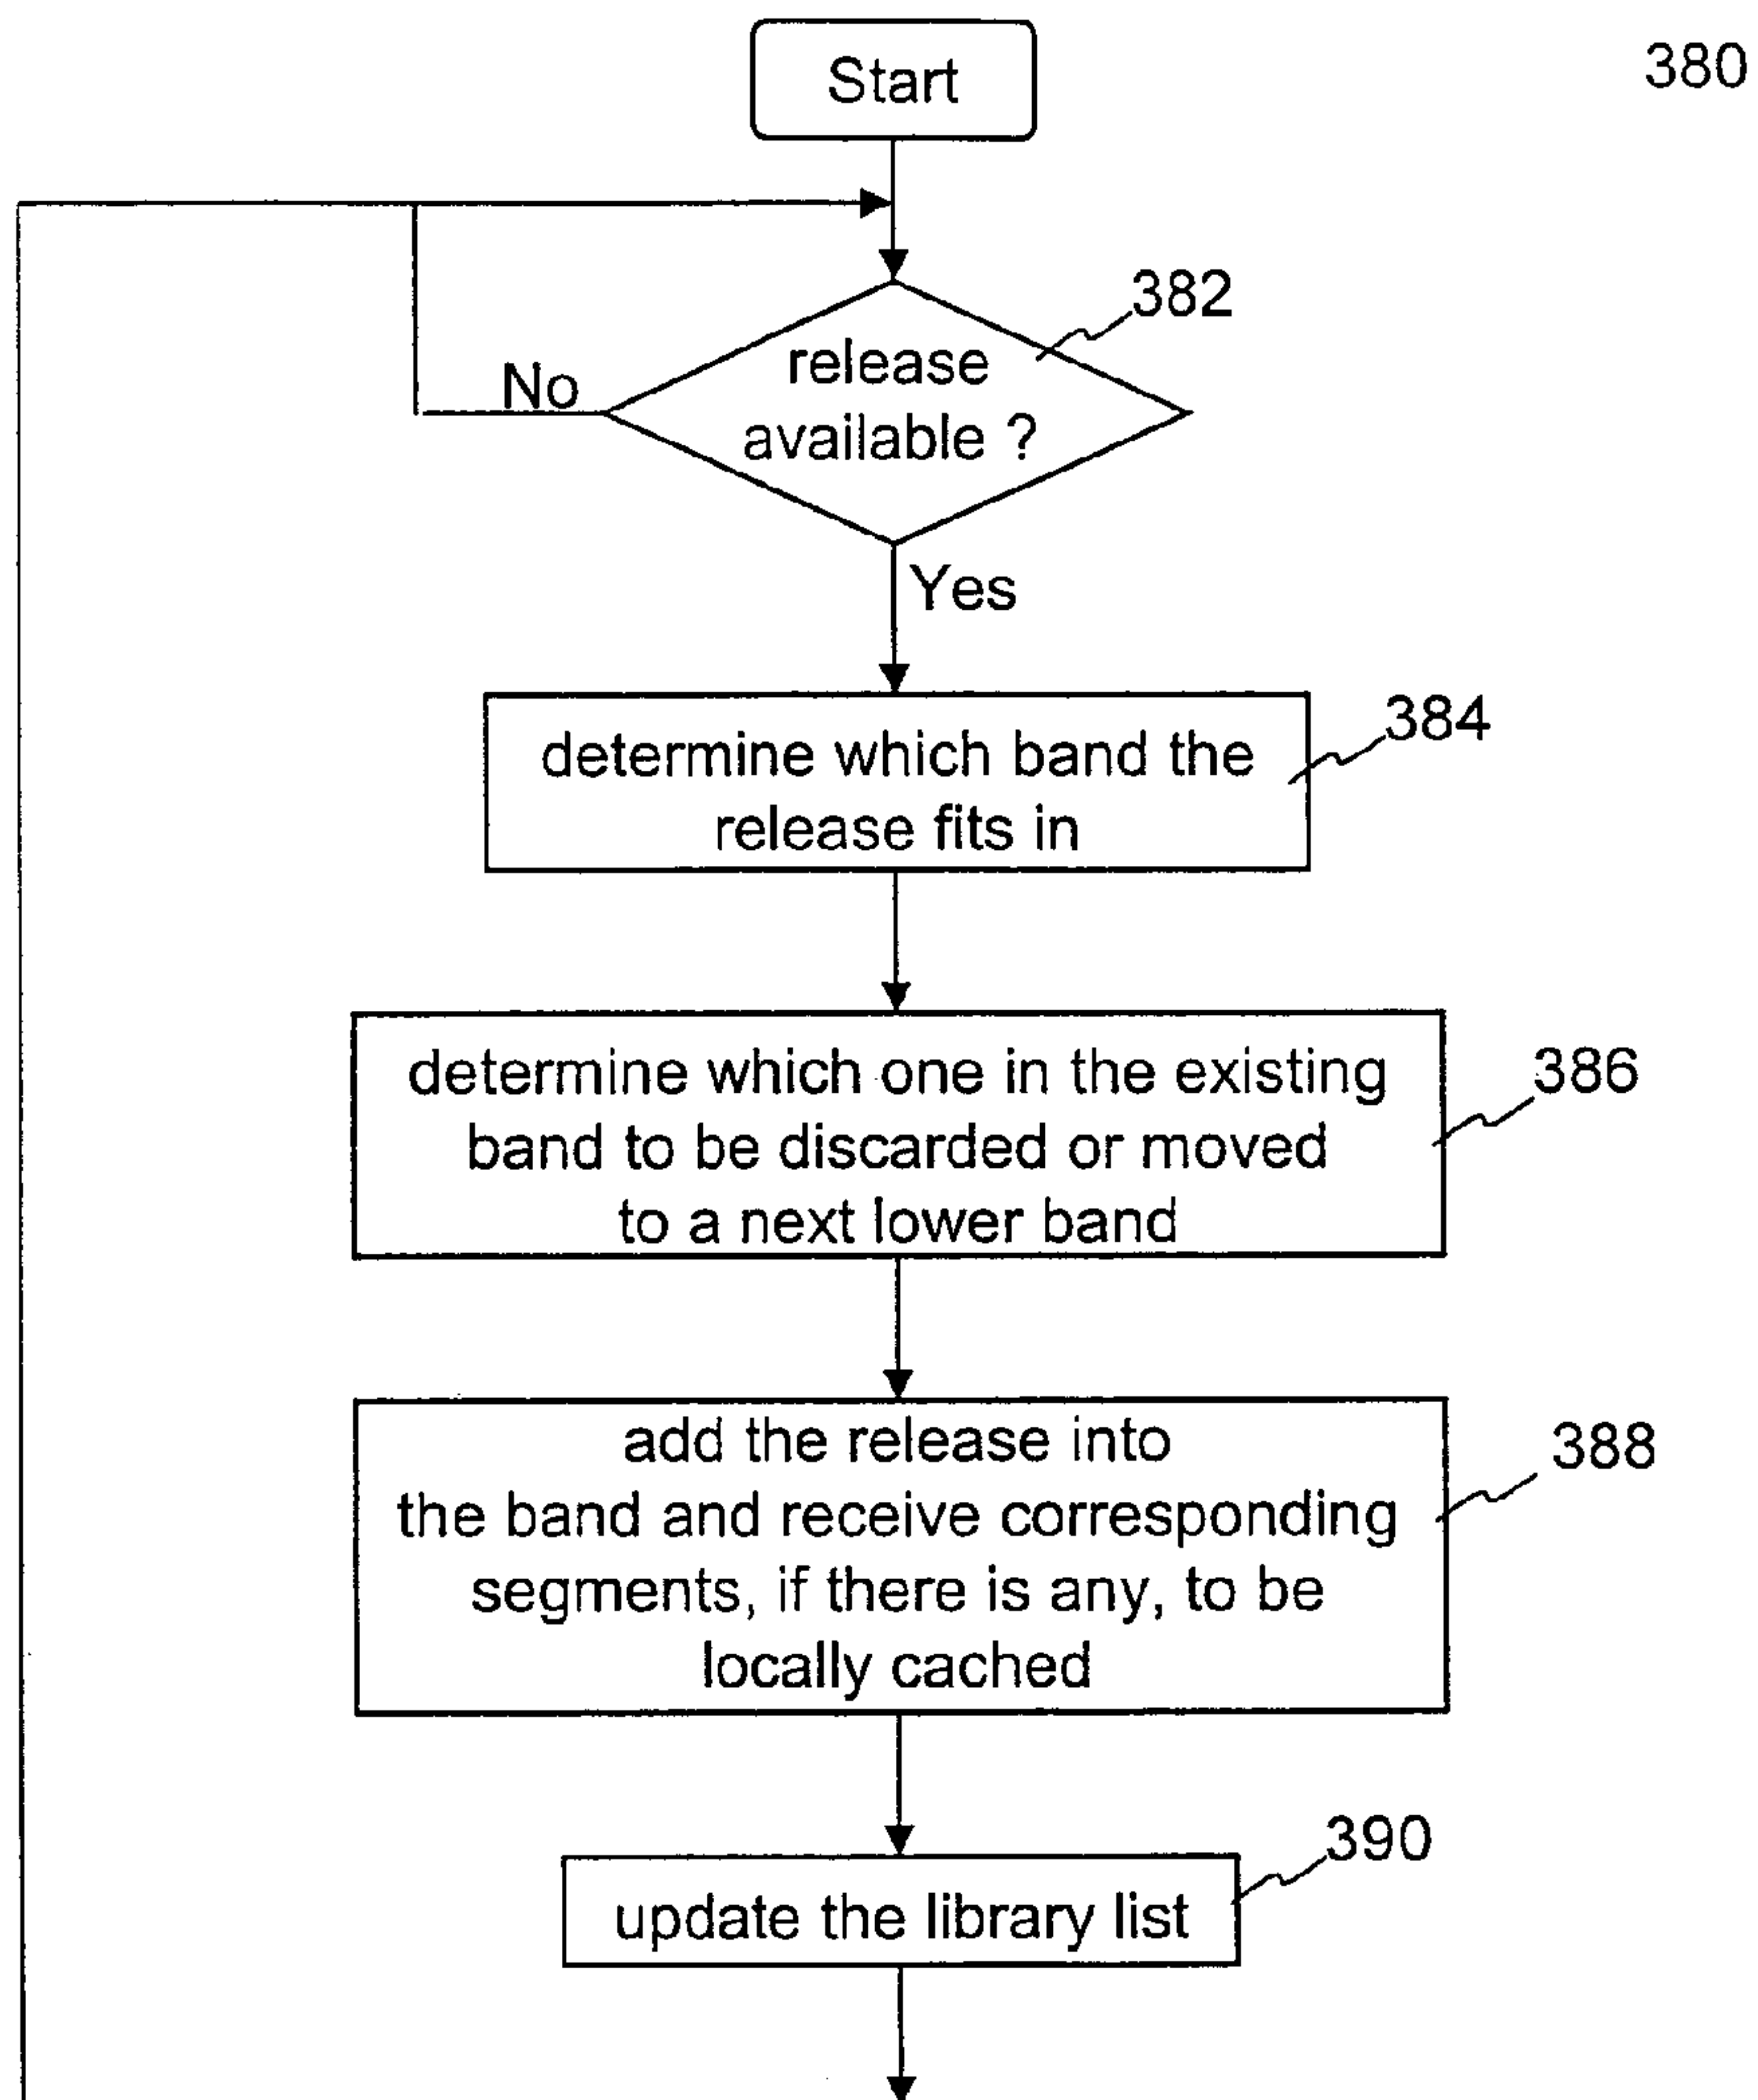 Start
380
382
release
available ?
No
Yes
384
determine which band the
release fits in
386
determine which one in the existing
band to be discarded or moved
to a next lower band
388
add the release into
the band and receive corresponding
segments, if there is any, to be
locally cached
390
update the library list